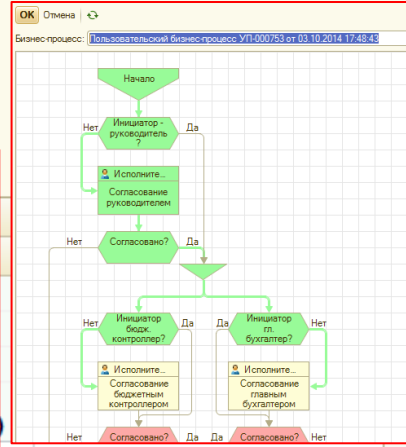 ОК Отмена
Бизнес-процесс: Пользовательский бизнес-процесс УП-000753 от 03.10.2014 17:48:43
Начало
Нет Инициатор - Да
руководитель
?
Исполните...
Согласование
руководителем
Нет Согласовано? Да
Инициатор
Нет бюдж. Да
контроллер?
Инициатор
Да гл. Нет
бухгалтер?
Исполните...
Согласование
бюджетным
контроллером
Исполните...
Согласование
главным
бухгалтером
Нет Согласовано? Да
Да Согласовано? Нет